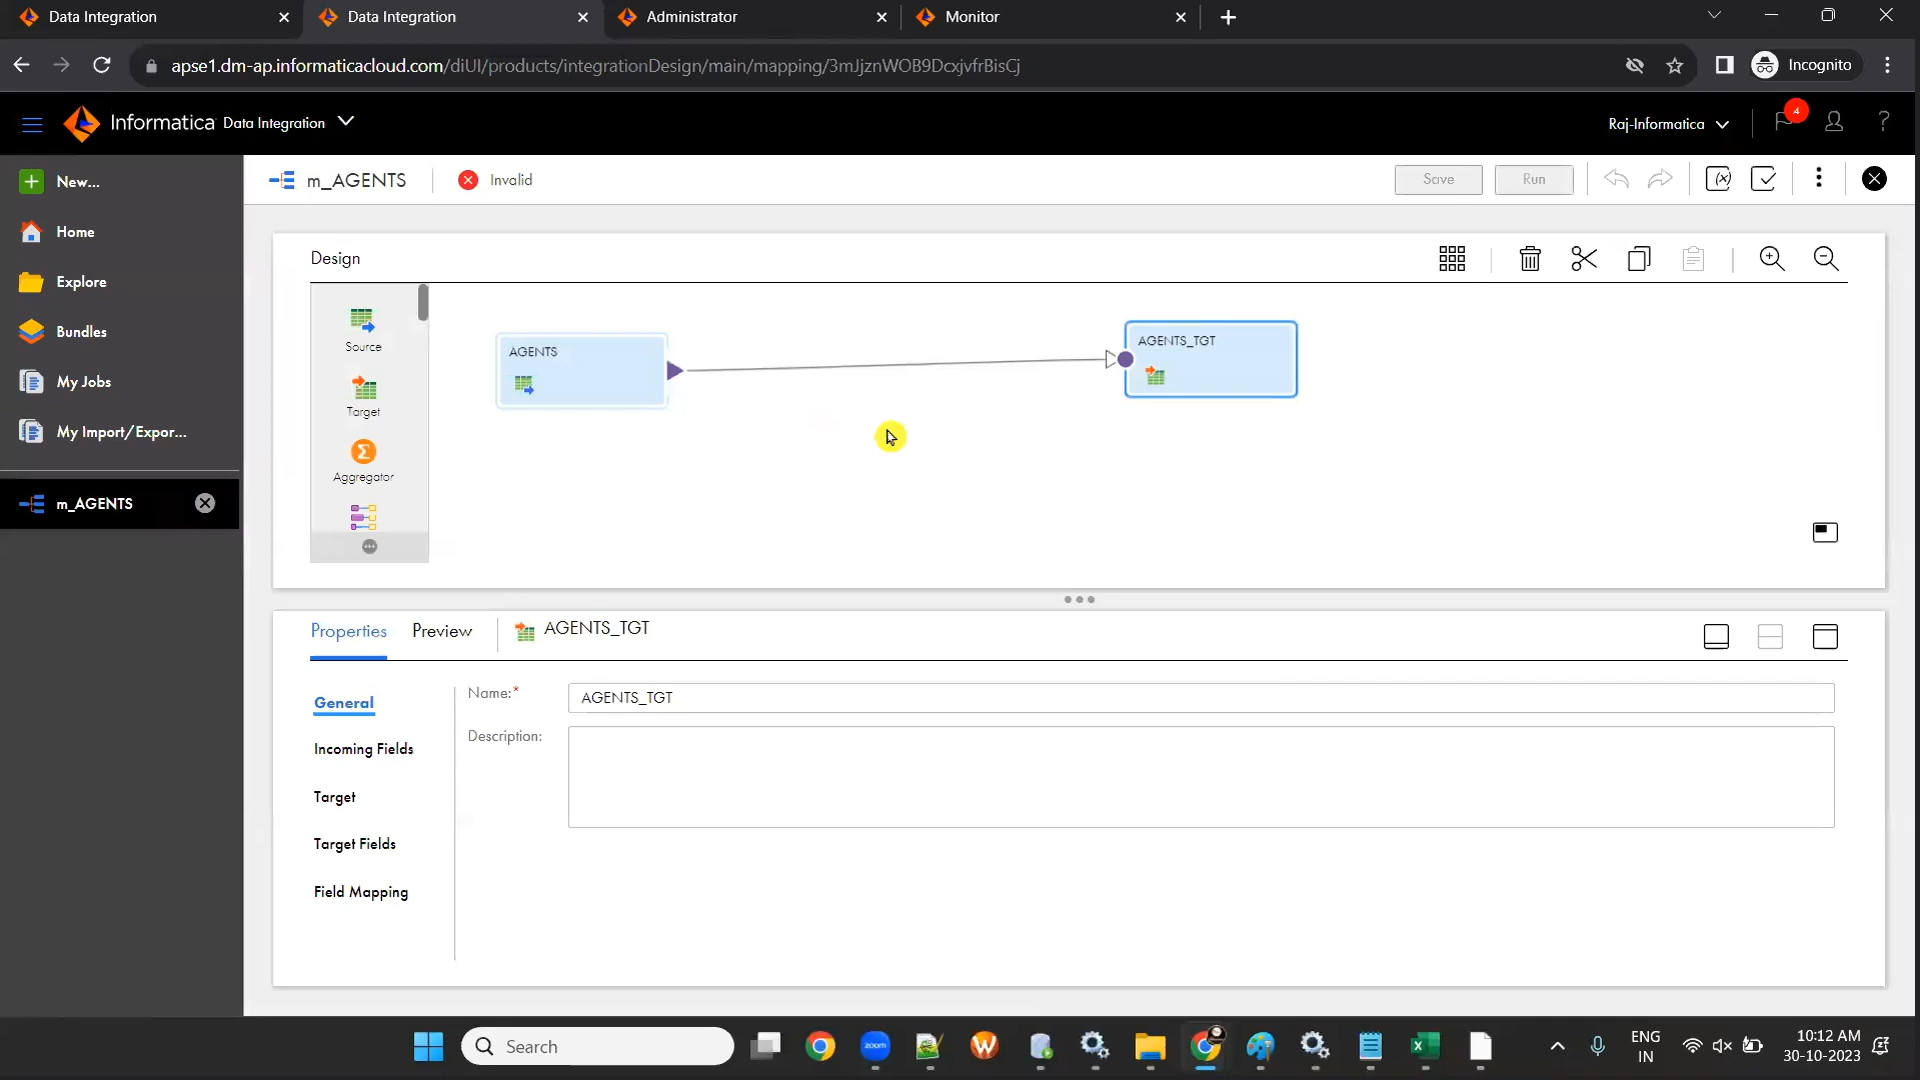 Data Integration
Data Integration
Administrator
Monitor
apse1.dm-ap.informaticacloud.com/diUI/products/integrationDesign/main/mapping/3mJjznWOB9DcxjvfrBisCj
Incognito
Informatica Data Integration
Raj-Informatica
4
New...
Home
Explore
Bundles
My Jobs
My Import/Expor...
m_AGENTS
m_AGENTS
Invalid
Save
Run
Design
Source
Target
Aggregator
AGENTS
AGENTS_TGT
Properties
Preview
AGENTS_TGT
General
Incoming Fields
Target
Target Fields
Field Mapping
Name:*
AGENTS_TGT
Description:
Search
zoom
ENG
IN
10:12 AM
30-10-2023